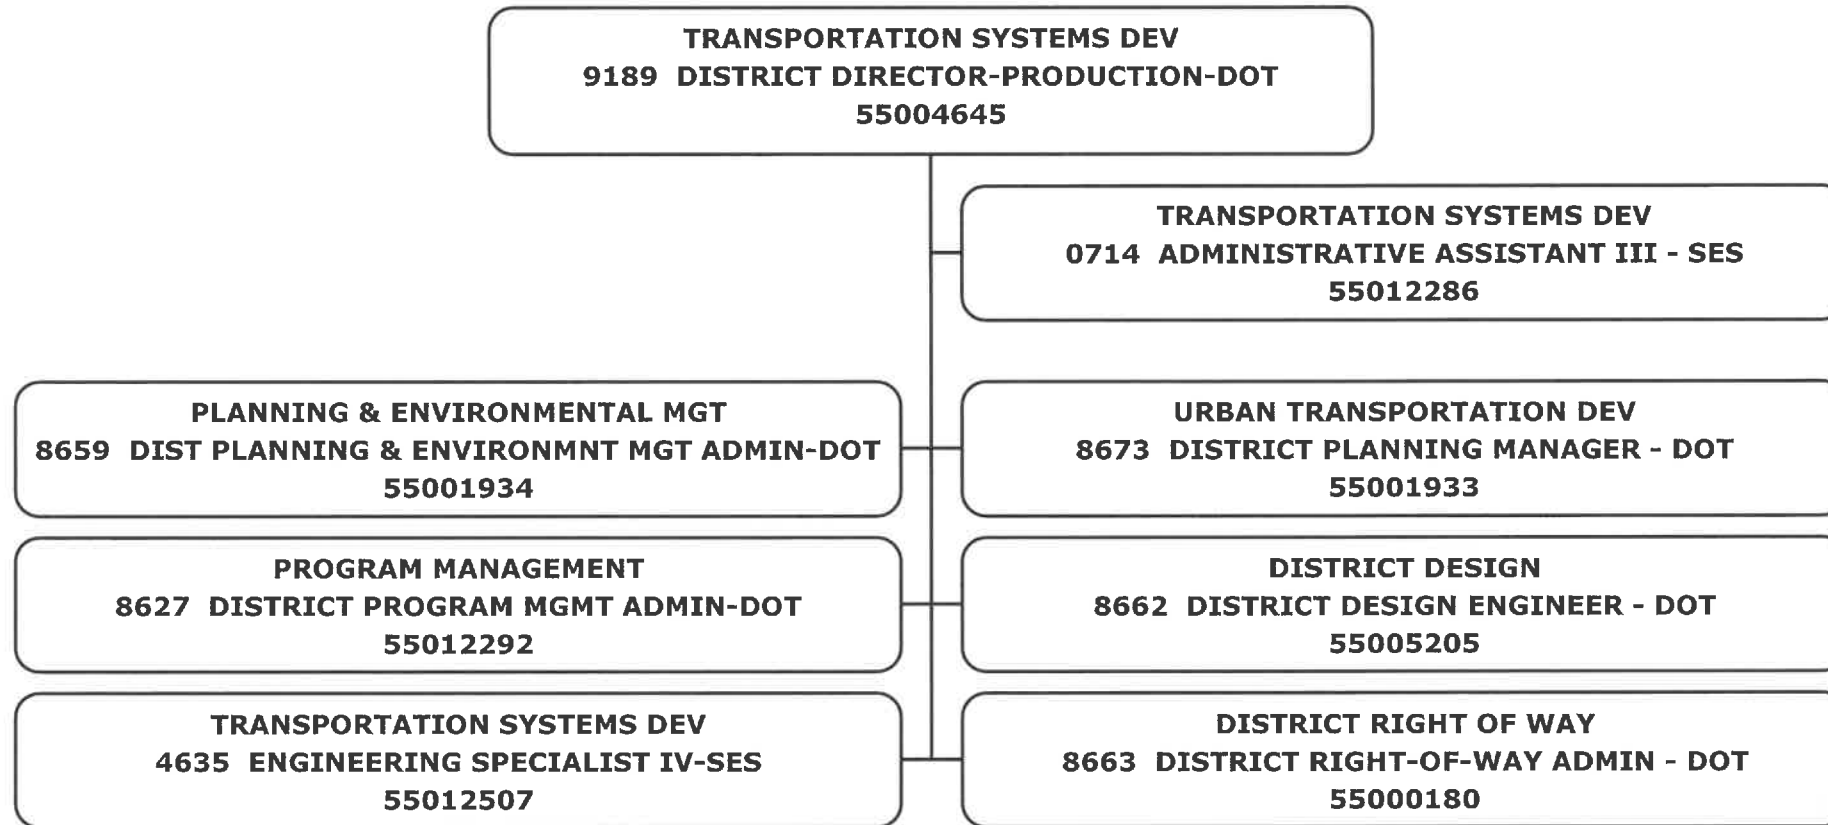 TRANSPORTATION SYSTEMS DEV
9189 DISTRICT DIRECTOR-PRODUCTION-DOT
55004645
TRANSPORTATION SYSTEMS DEV
0714 ADMINISTRATIVE ASSISTANT III - SES
55012286
PLANNING & ENVIRONMENTAL MGT
8659 DIST PLANNING & ENVIRONMNT MGT ADMIN-DOT
55001934
URBAN TRANSPORTATION DEV
8673 DISTRICT PLANNING MANAGER - DOT
55001933
PROGRAM MANAGEMENT
8627 DISTRICT PROGRAM MGMT ADMIN-DOT
55012292
DISTRICT DESIGN
8662 DISTRICT DESIGN ENGINEER - DOT
55005205
TRANSPORTATION SYSTEMS DEV
4635 ENGINEERING SPECIALIST IV-SES
55012507
DISTRICT RIGHT OF WAY
8663 DISTRICT RIGHT-OF-WAY ADMIN - DOT
55000180